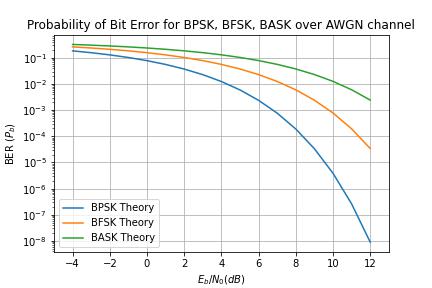 Probability of Bit Error for BPSK, BFSK, BASK over AWGN channel
10⁻¹
10⁻²
10⁻³
10⁻⁴
10⁻⁵
10⁻⁶
10⁻⁷
10⁻⁸
BER (P_b)
BPSK Theory
BFSK Theory
BASK Theory
−4 −2 0 2 4 6 8 10 12
E_b/N_0(dB)